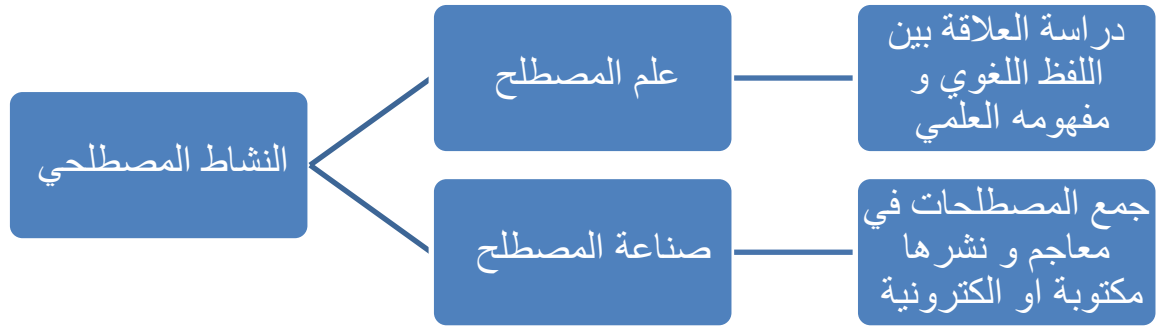 النشاط المصطلحي
علم المصطلح
دراسة العلاقة بين
اللفظ اللغوي و
مفهومه العلمي
صناعة المصطلح
جمع المصطلحات في
معاجم و نشرها
مكتوبة او الكترونية